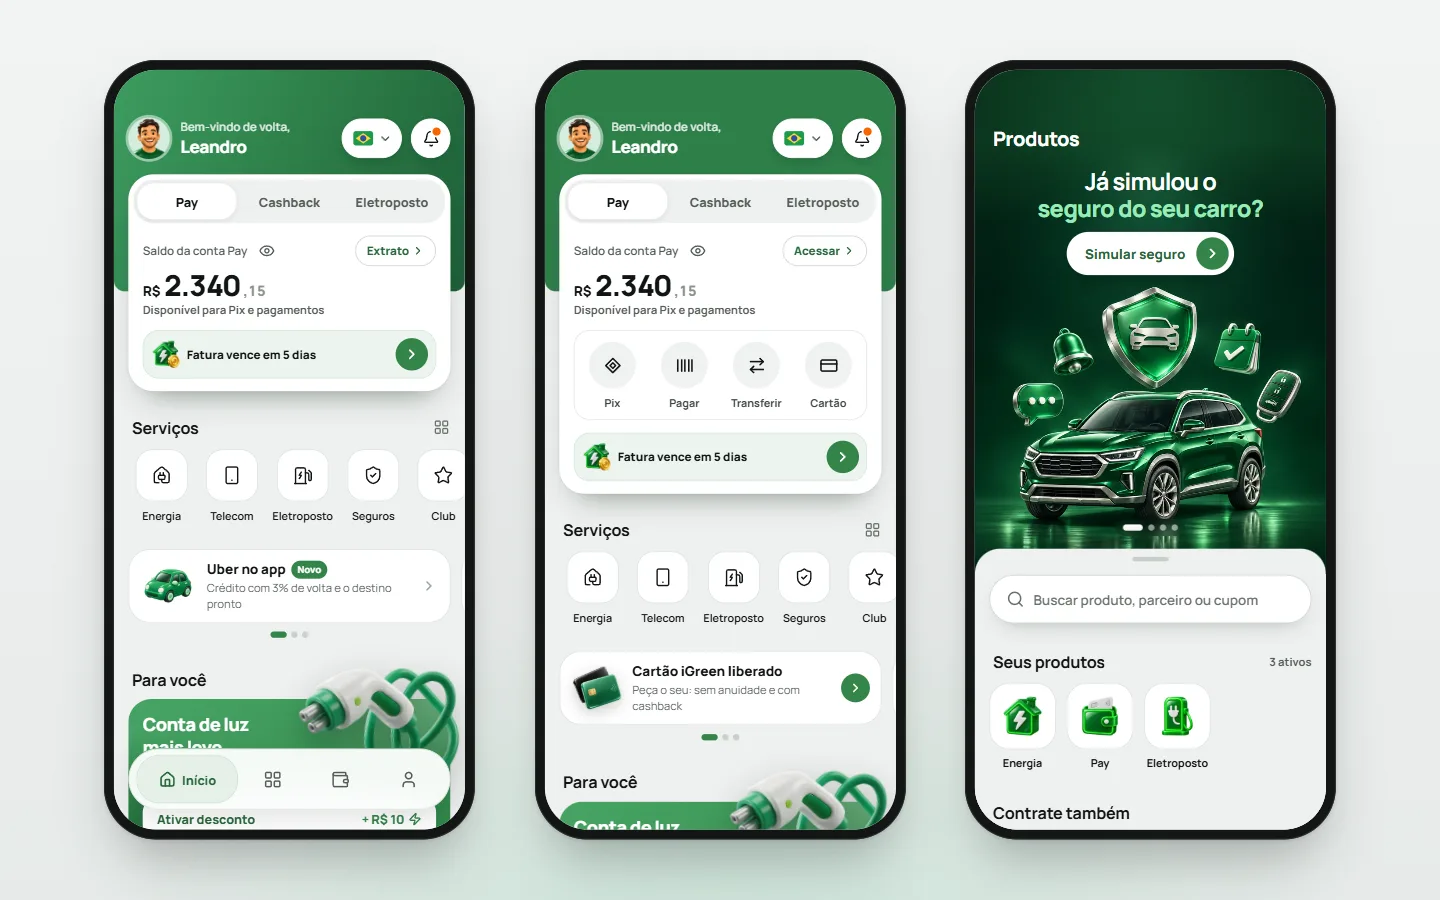 Bem-vindo de volta,
Leandro
Pay
Cashback
Eletroposto
Saldo da conta Pay
Extrato
R$ 2.340,15
Disponível para Pix e pagamentos
Fatura vence em 5 dias
Serviços
Energia
Telecom
Eletroposto
Seguros
Club
Uber no app
Novo
Crédito com 3% de volta e o destino
pronto
Para você
Conta de luz
mais leve
Início
Ativar desconto
+ R$ 10
Bem-vindo de volta,
Leandro
Pay
Cashback
Eletroposto
Saldo da conta Pay
Acessar
R$ 2.340,15
Disponível para Pix e pagamentos
Pix
Pagar
Transferir
Cartão
Fatura vence em 5 dias
Serviços
Energia
Telecom
Eletroposto
Seguros
Club
Cartão iGreen liberado
Peça o seu: sem anuidade e com
cashback
Para você
Conta de luz
Produtos
Já simulou o
seguro do seu carro?
Simular seguro
Buscar produto, parceiro ou cupom
Seus produtos
3 ativos
Energia
Pay
Eletroposto
Contrate também